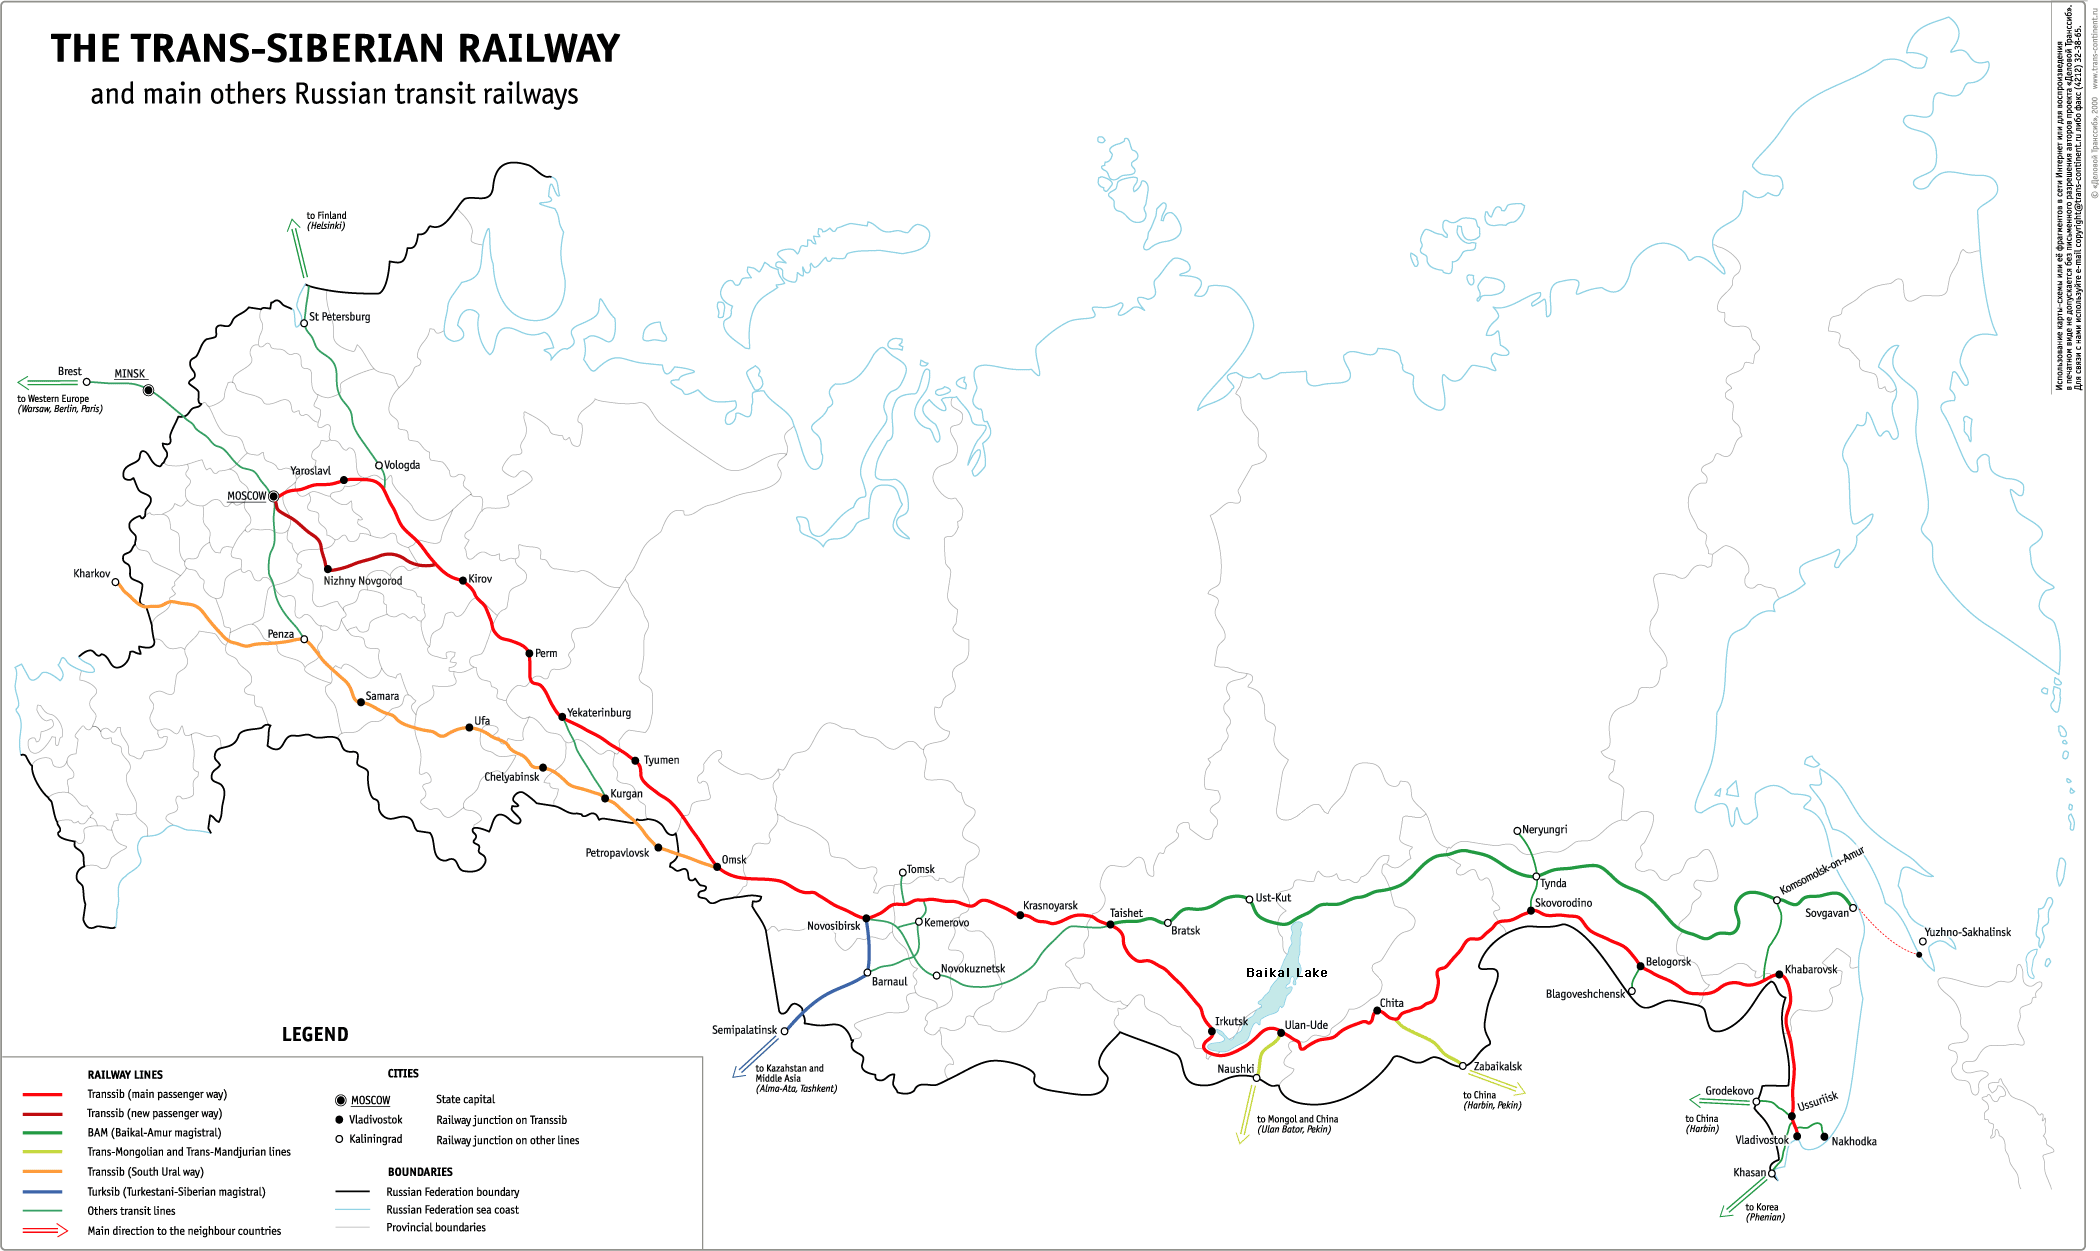 THE TRANS-SIBERIAN RAILWAY
and main others Russian transit railways
to Finland
(Helsinki)
St Petersburg
Brest
MINSK
to Western Europe
(Warsaw, Berlin, Paris)
Vologda
Yaroslavl
MOSCOW
Nizhny Novgorod
Kirov
Kharkov
Penza
Perm
Samara
Ufa
Yekaterinburg
Chelyabinsk
Tyumen
Kurgan
Petropavlovsk
Omsk
Tomsk
Novosibirsk
Kemerovo
Krasnoyarsk
Taishet
Bratsk
Ust-Kut
Neryungri
Tynda
Skovorodino
Komsomolsk-on-Amur
Sovgavan
Yuzhno-Sakhalinsk
Barnaul
Novokuznetsk
Baikal Lake
Belogorsk
Khabarovsk
Blagoveshchensk
Semipalatinsk
to Kazahstan and
Middle Asia
(Alma-Ata, Tashkent)
Irkutsk
Ulan-Ude
Chita
Naushki
Zabaikalsk
to Mongol and China
(Ulan Bator, Pekin)
to China
(Harbin, Pekin)
Grodekovo
to China
(Harbin)
Ussuriisk
Vladivostok
Nakhodka
Khasan
to Korea
(Phenian)
LEGEND
RAILWAY LINES
Transsib (main passenger way)
Transsib (new passenger way)
BAM (Baikal-Amur magistral)
Trans-Mongolian and Trans-Mandjurian lines
Transsib (South Ural way)
Turksib (Turkestani-Siberian magistral)
Others transit lines
Main direction to the neighbour countries
CITIES
MOSCOW State capital
Vladivostok Railway junction on Transsib
Kaliningrad Railway junction on other lines
BOUNDARIES
Russian Federation boundary
Russian Federation sea coast
Provincial boundaries
Использование карты-схемы или её фрагментов в сети Интернет или для воспроизведения
в печатном виде не допускается без письменного разрешения авторов проекта «Деловой Транссиб».
Для связи с нами используйте e-mail copyright@trans-continent.ru либо факс (4212) 32-38-65.
© «Деловой Транссиб», 2000 www.trans-continent.ru